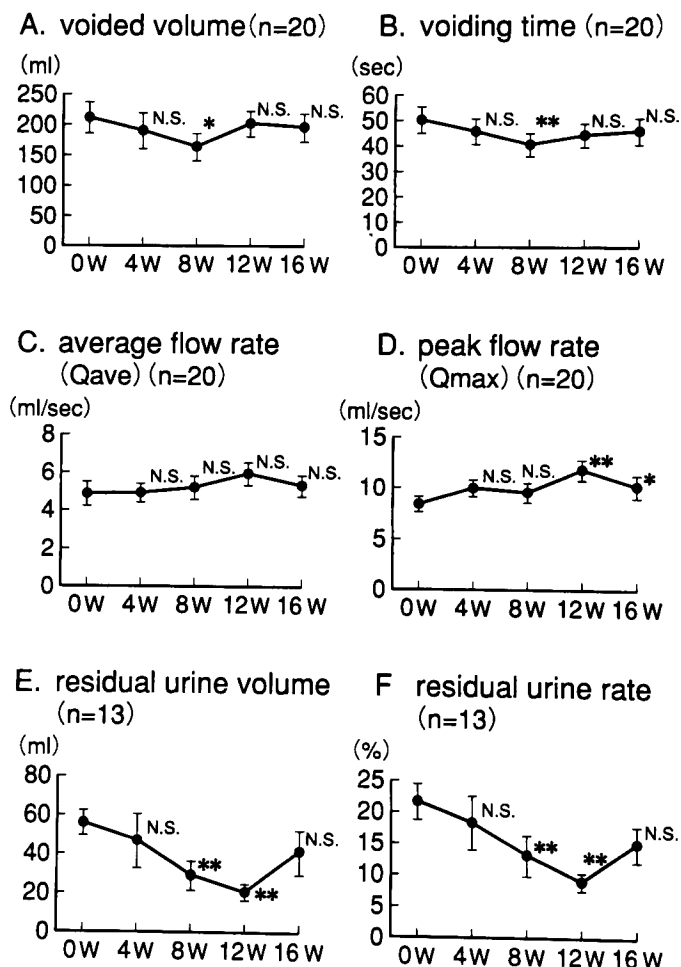 A. voided volume (n=20)
(ml)
250
200
150
100
50
0
N.S.
*
N.S.
N.S.
0W 4W 8W 12W 16W
B. voiding time (n=20)
(sec)
60
50
40
30
20
10
0
N.S.
**
N.S.
N.S.
0W 4W 8W 12W 16W
C. average flow rate
(Qave) (n=20)
(ml/sec)
8
6
4
2
0
N.S.
N.S.
N.S.
N.S.
0W 4W 8W 12W 16W
D. peak flow rate
(Qmax) (n=20)
(ml/sec)
15
10
5
0
N.S.
N.S.
**
*
0W 4W 8W 12W 16W
E. residual urine volume
(n=13)
(ml)
80
60
40
20
0
N.S.
**
**
N.S.
0W 4W 8W 12W 16W
F residual urine rate
(n=13)
(%)
25
20
15
10
5
0
N.S.
**
**
N.S.
0W 4W 8W 12W 16W